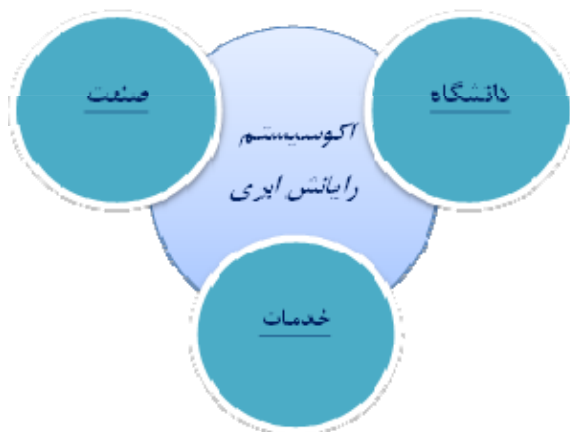 دانشگاه
صنعت
اکوسیستم
رایانش ابری
خدمات